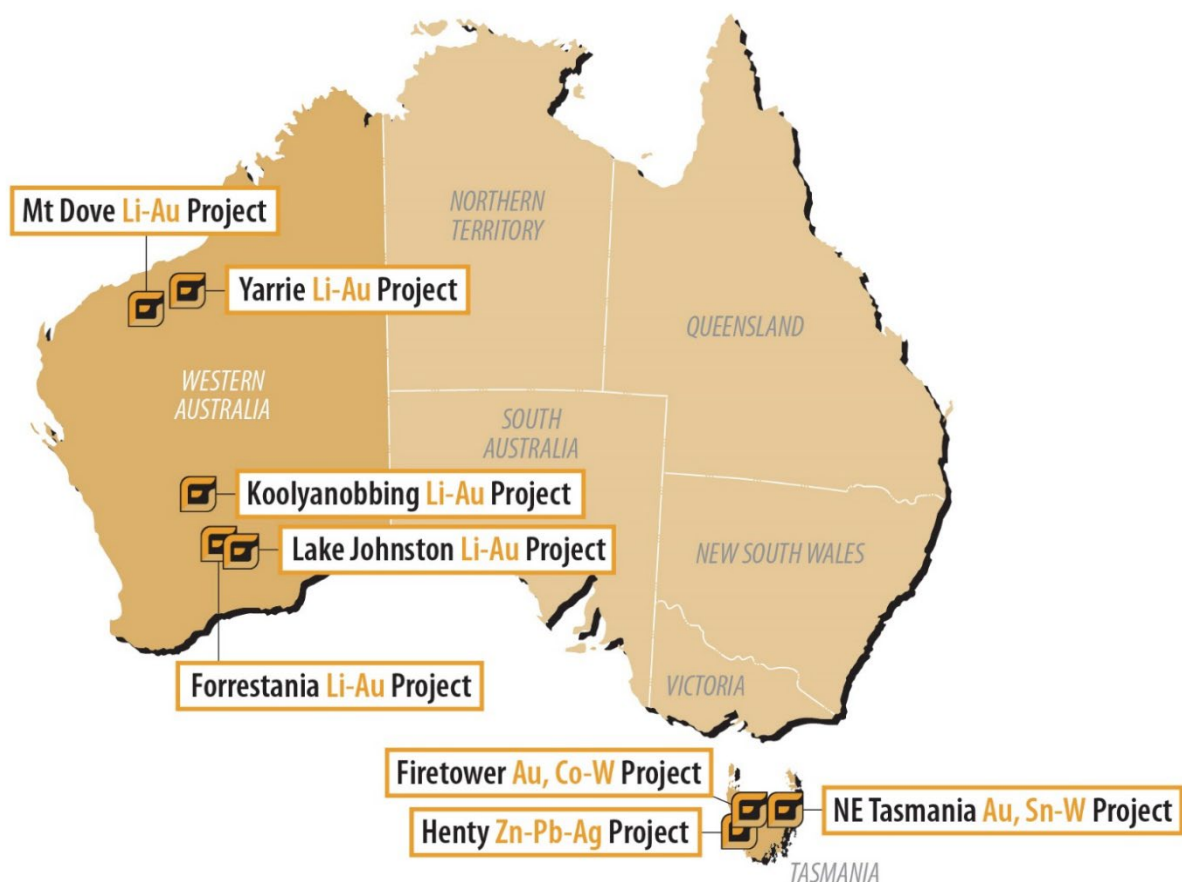 NORTHERN
TERRITORY
Mt Dove Li-Au Project
Yarrie Li-Au Project
QUEENSLAND
WESTERN
AUSTRALIA
SOUTH
AUSTRALIA
Koolyanobbing Li-Au Project
Lake Johnston Li-Au Project
NEW SOUTH WALES
Forrestania Li-Au Project
VICTORIA
Firetower Au, Co-W Project
NE Tasmania Au, Sn-W Project
Henty Zn-Pb-Ag Project
TASMANIA